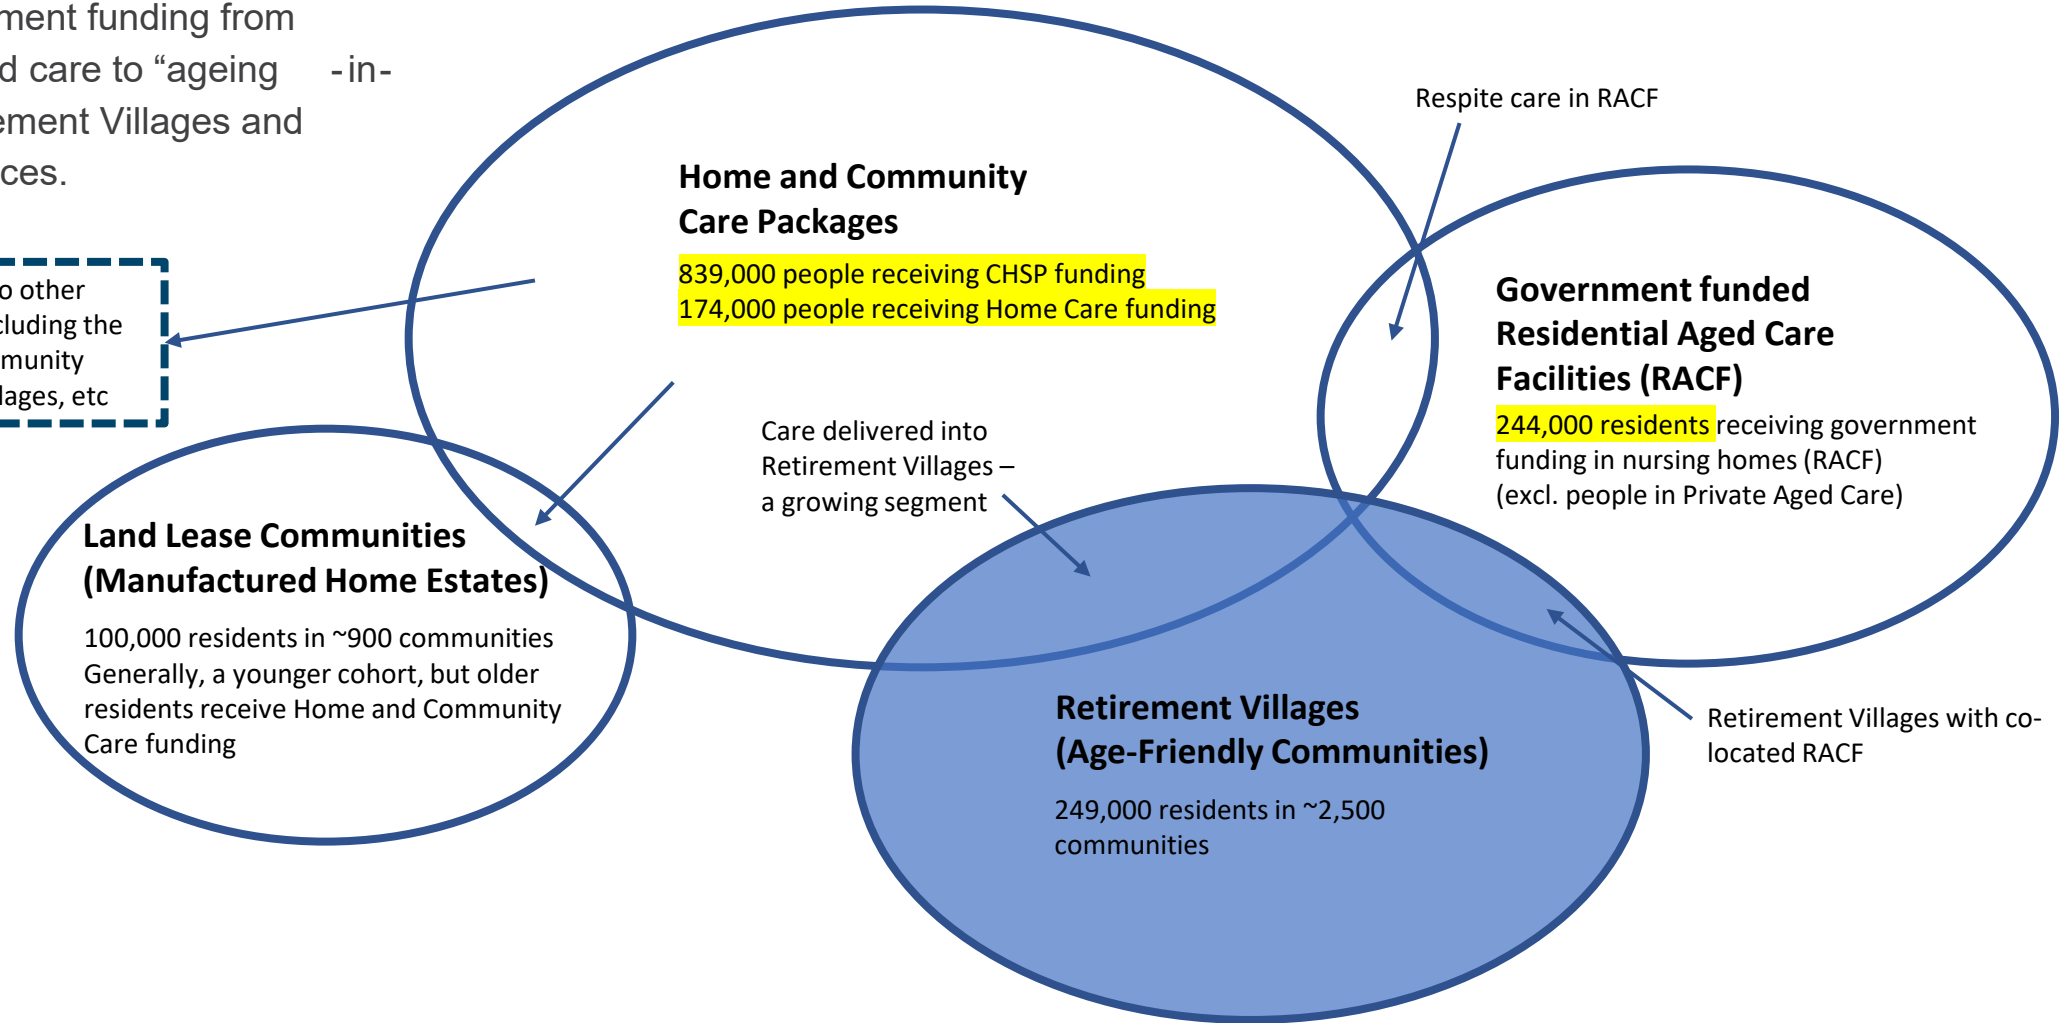 ment funding from
d care to “ageing -in-
ement Villages and
ces.
Respite care in RACF
Home and Community
Care Packages
839,000 people receiving CHSP funding
174,000 people receiving Home Care funding
o other
cluding the
munity
lages, etc
Government funded
Residential Aged Care
Facilities (RACF)
244,000 residents receiving government
funding in nursing homes (RACF)
(excl. people in Private Aged Care)
Care delivered into
Retirement Villages –
a growing segment
Land Lease Communities
(Manufactured Home Estates)
100,000 residents in ~900 communities
Generally, a younger cohort, but older
residents receive Home and Community
Care funding
Retirement Villages
(Age-Friendly Communities)
249,000 residents in ~2,500
communities
Retirement Villages with co-
located RACF